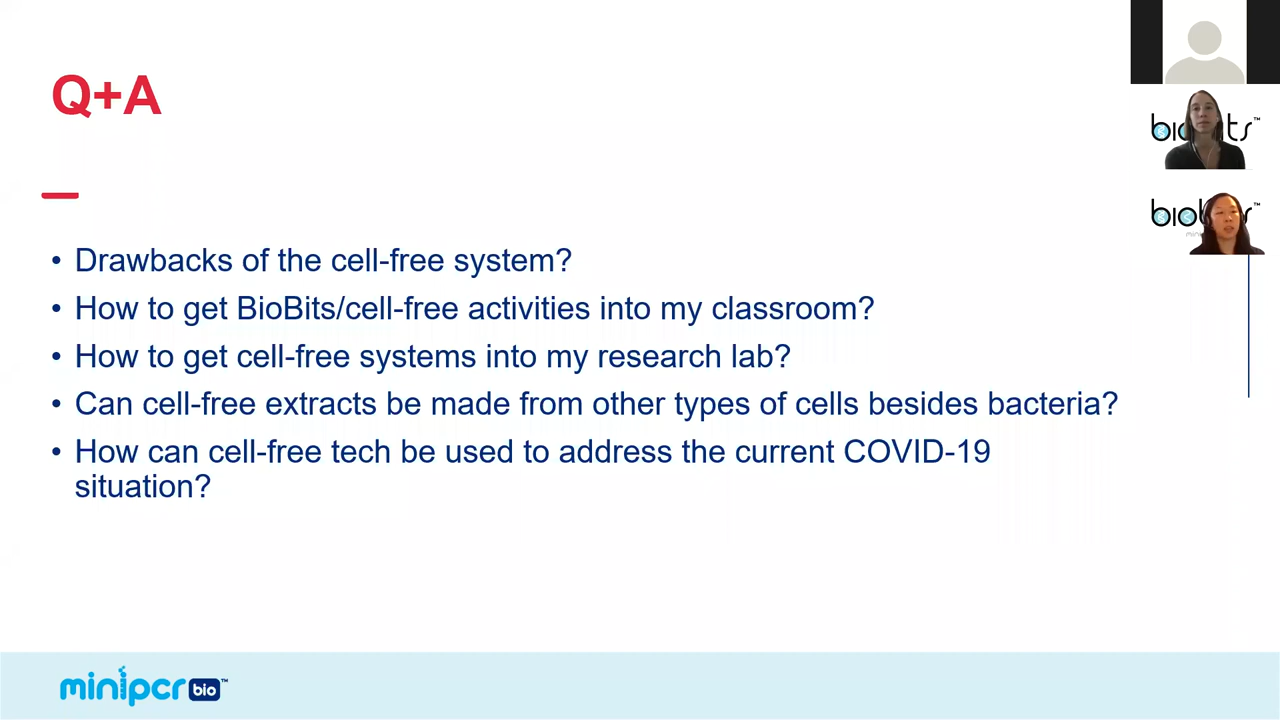 Q+A
• Drawbacks of the cell-free system?
• How to get BioBits/cell-free activities into my classroom?
• How to get cell-free systems into my research lab?
• Can cell-free extracts be made from other types of cells besides bacteria?
• How can cell-free tech be used to address the current COVID-19
situation?
minipcr bio™